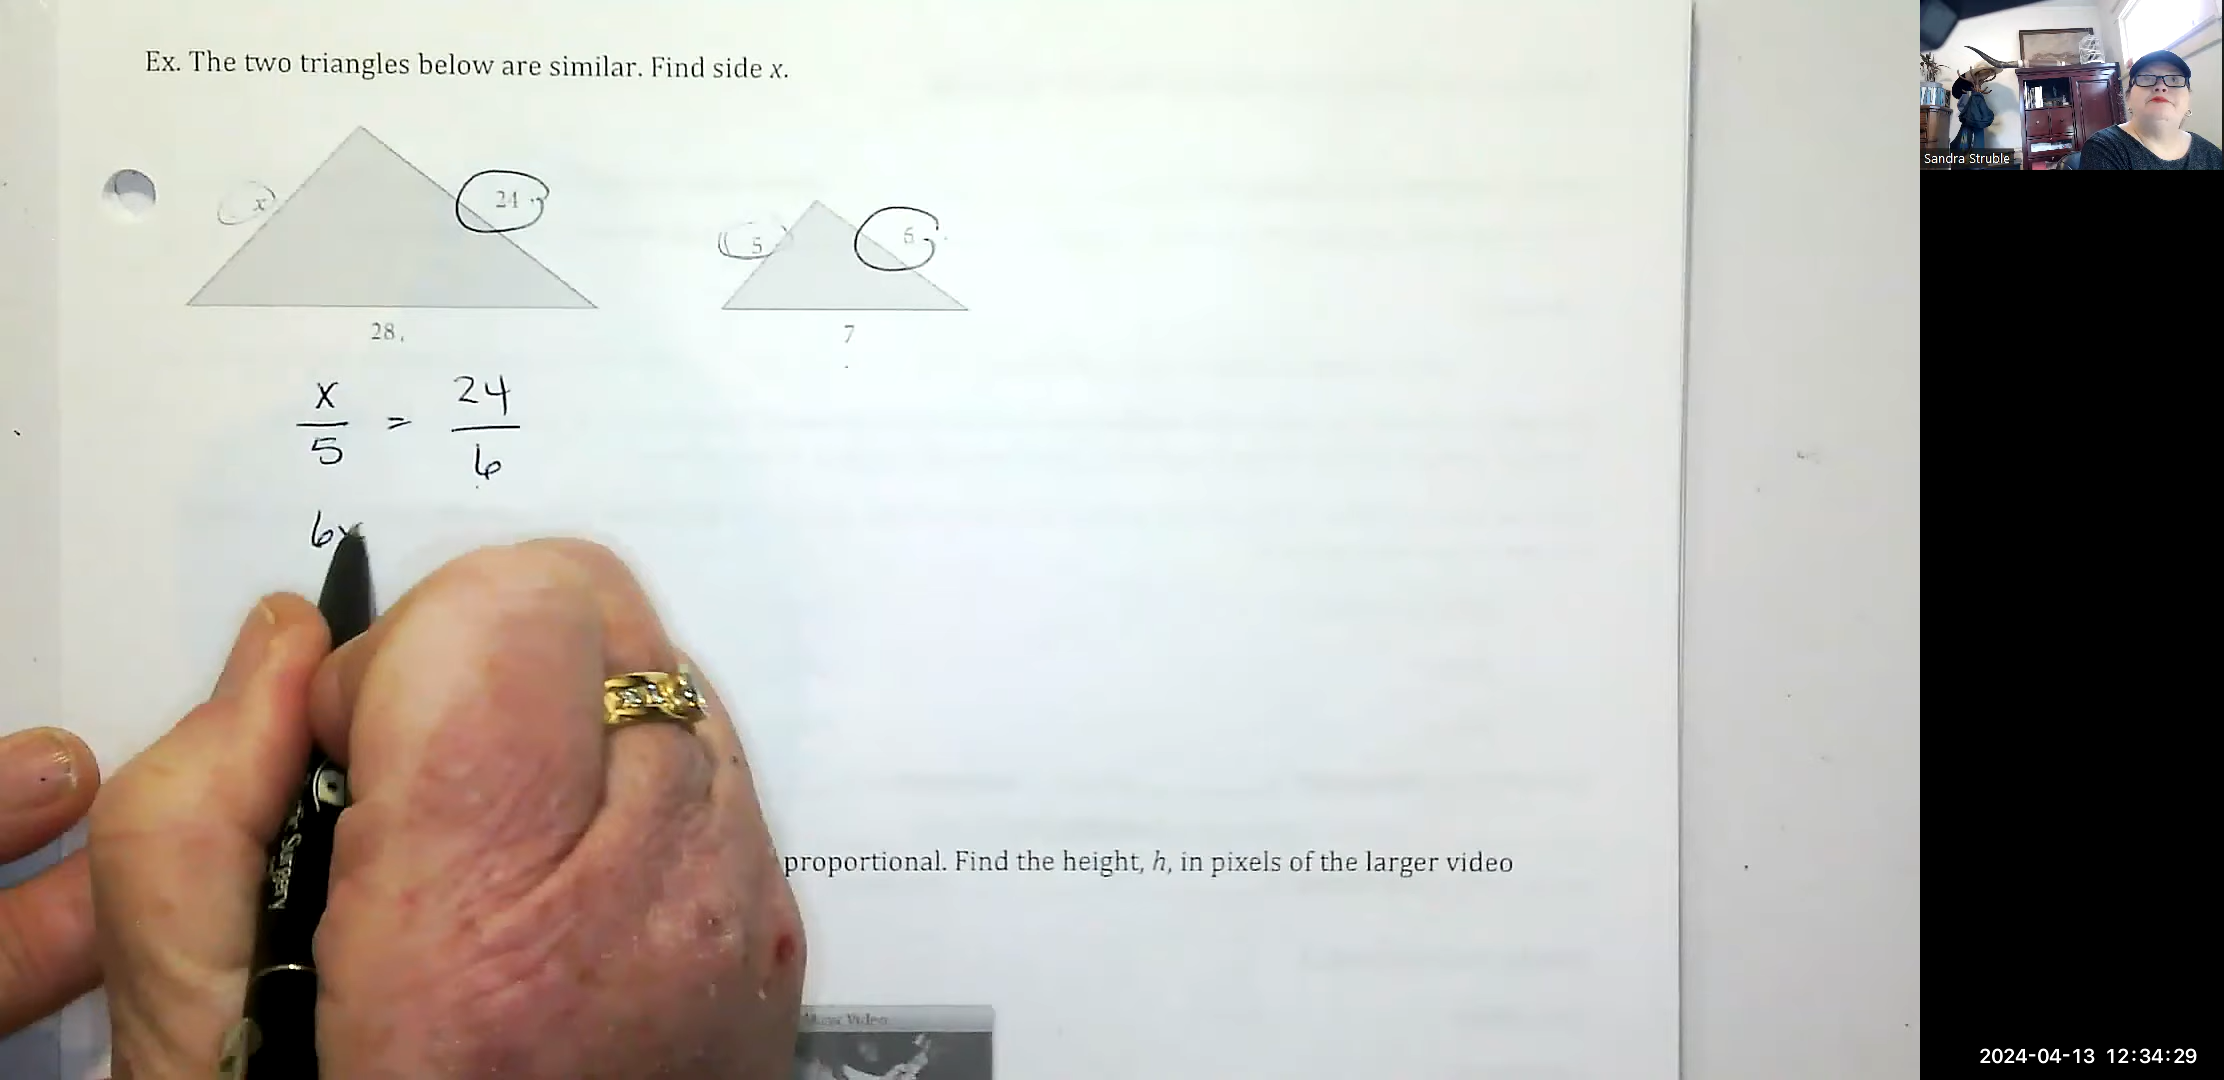 Ex. The two triangles below are similar. Find side x.
x 24 5 6
28 7
x/5 = 24/6
6x
proportional. Find the height, h, in pixels of the larger video
Video
Sandra Struble
2024-04-13 12:34:29